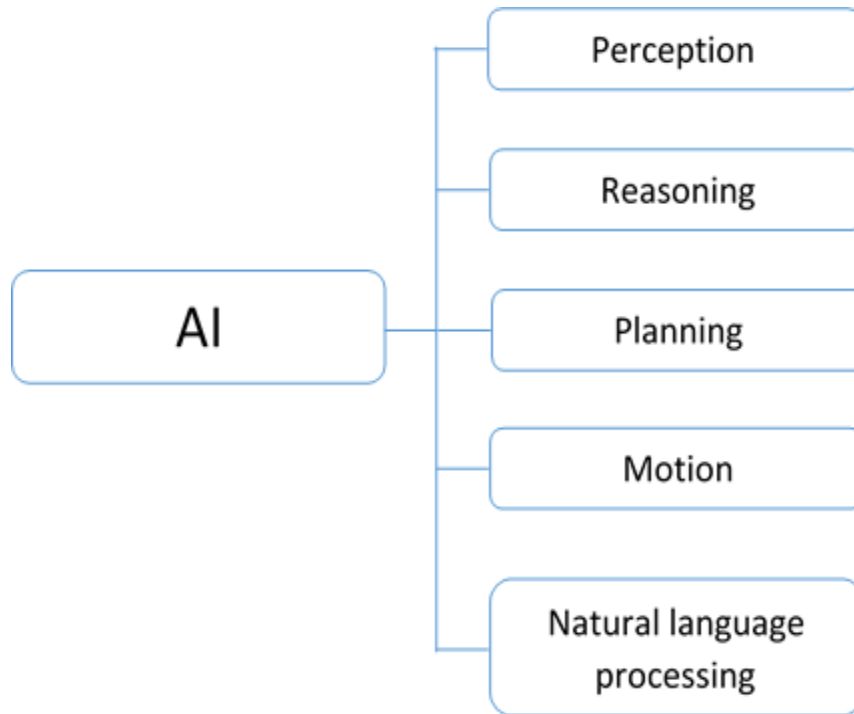 Perception
Reasoning
AI
Planning
Motion
Natural language
processing